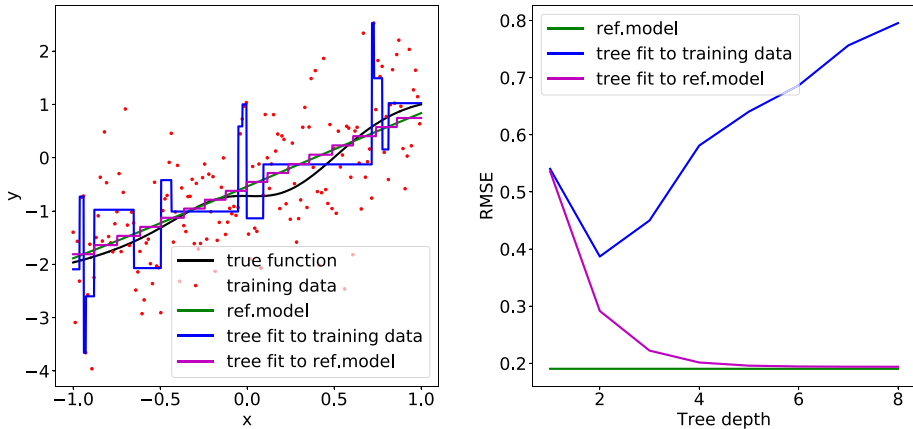 2
1
0
−1
−2
−3
−4
y
true function
training data
ref.model
tree fit to training data
tree fit to ref.model
−1.0
−0.5
0.0
0.5
1.0
x
0.8
0.7
0.6
0.5
0.4
0.3
0.2
RMSE
ref.model
tree fit to training data
tree fit to ref.model
2
4
6
8
Tree depth